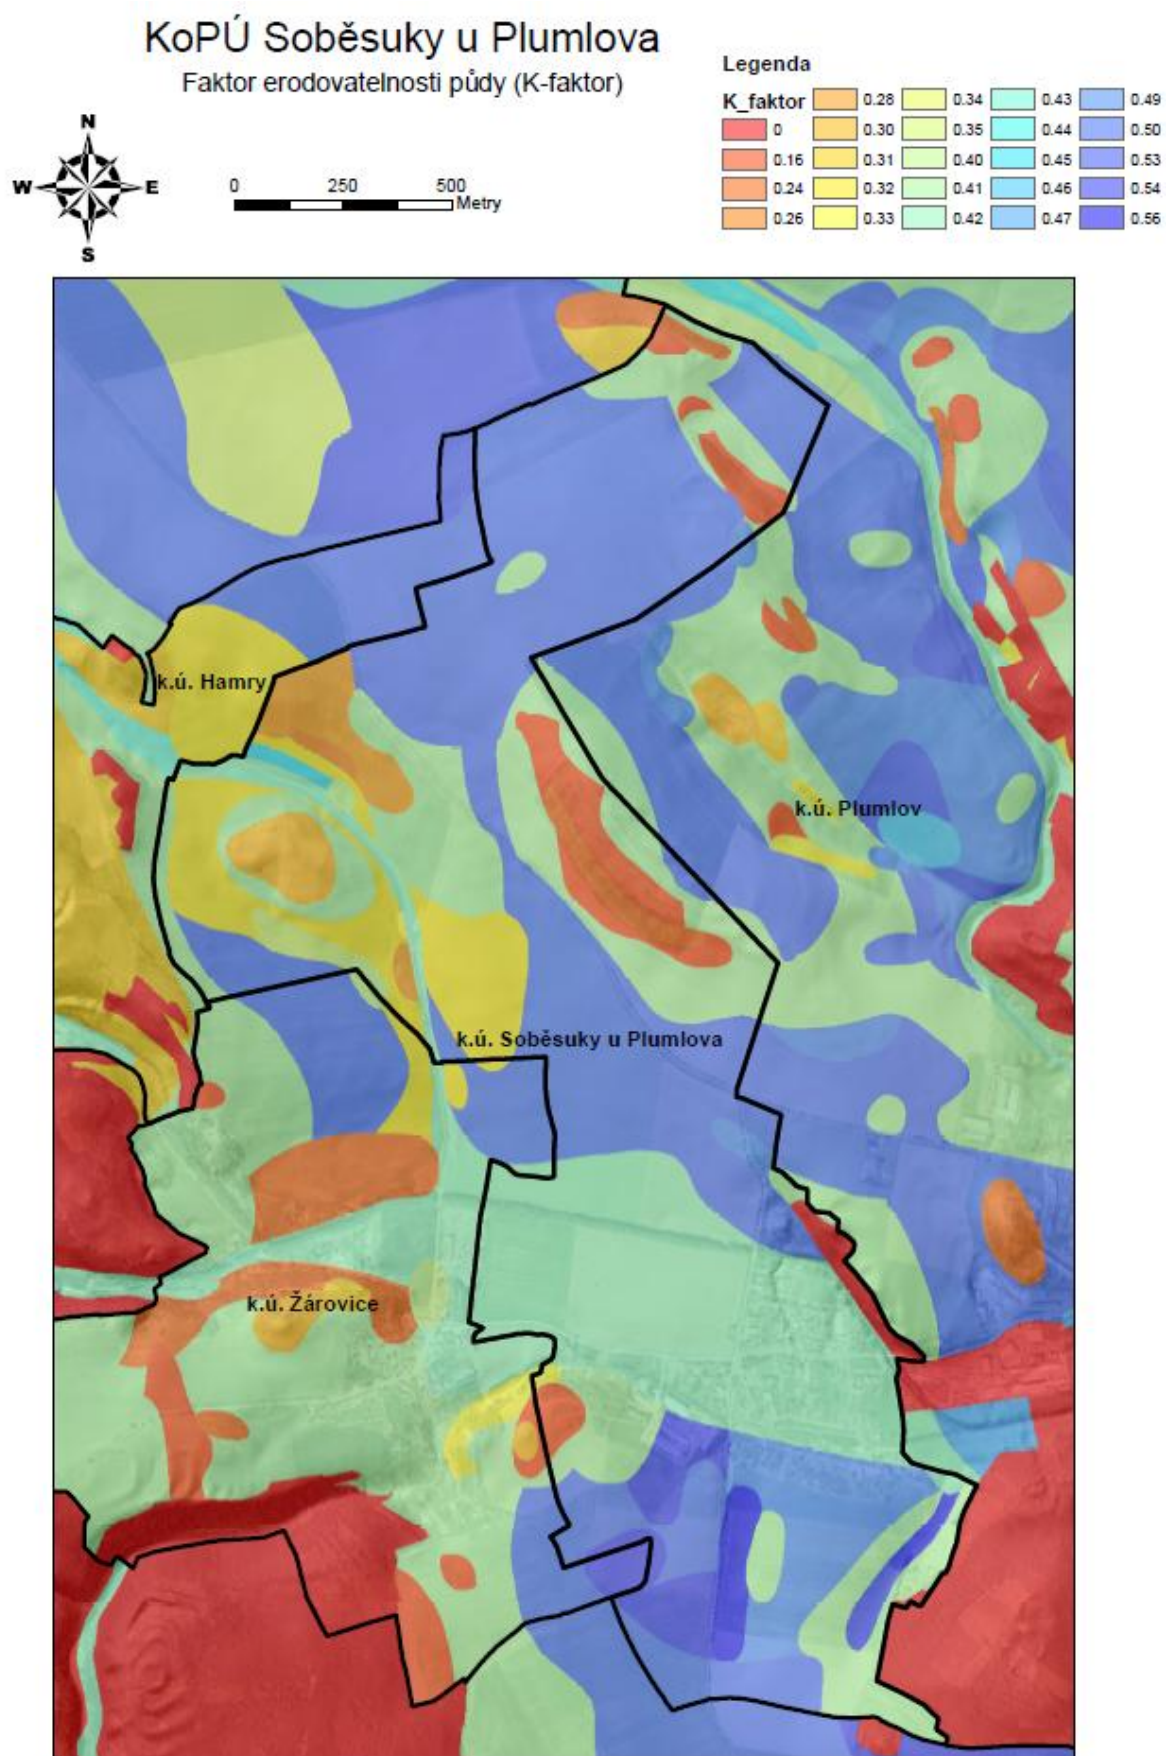 KoPÚ Soběsuky u Plumlova
Faktor erodovatelnosti půdy (K-faktor)
N
W E
S
0 250 500
Metry
Legenda
K_faktor
0
0.16
0.24
0.26
0.28
0.30
0.31
0.32
0.33
0.34
0.35
0.40
0.41
0.42
0.43
0.44
0.45
0.46
0.47
0.49
0.50
0.53
0.54
0.56
k.ú. Hamry
k.ú. Plumlov
k.ú. Soběsuky u Plumlova
k.ú. Žárovice